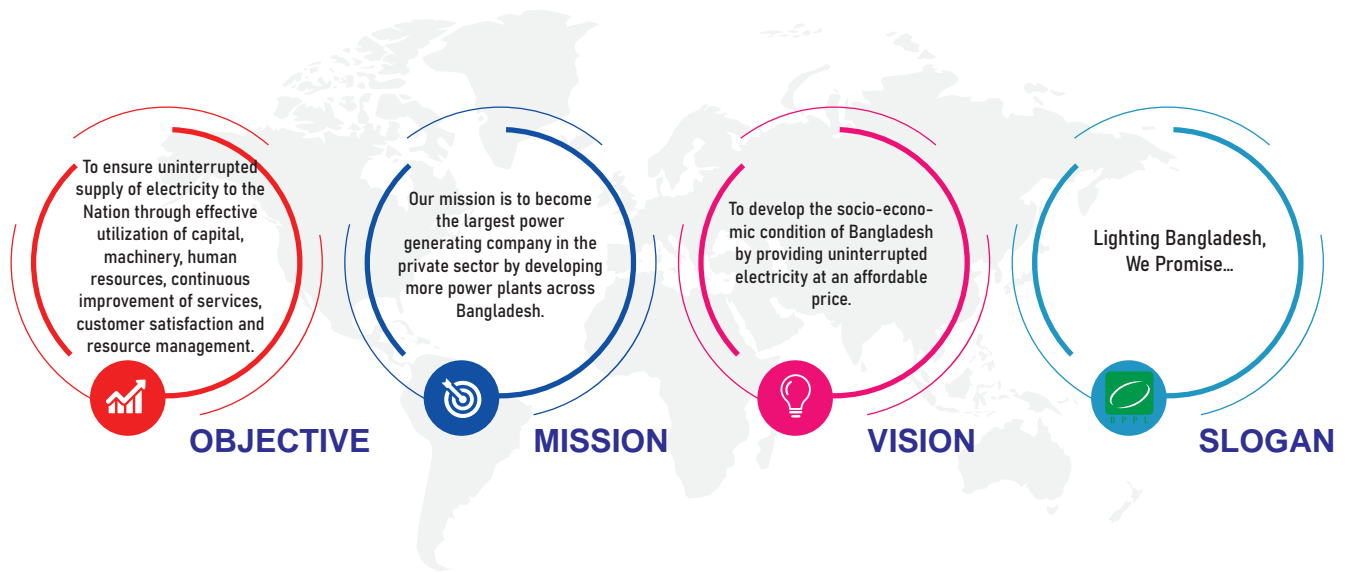 To ensure uninterrupted
supply of electricity to the
Nation through effective
utilization of capital,
machinery, human
resources, continuous
improvement of services,
customer satisfaction and
resource management.
OBJECTIVE
Our mission is to become
the largest power
generating company in the
private sector by developing
more power plants across
Bangladesh.
MISSION
To develop the socio-econo-
mic condition of Bangladesh
by providing uninterrupted
electricity at an affordable
price.
VISION
Lighting Bangladesh,
We Promise...
SLOGAN